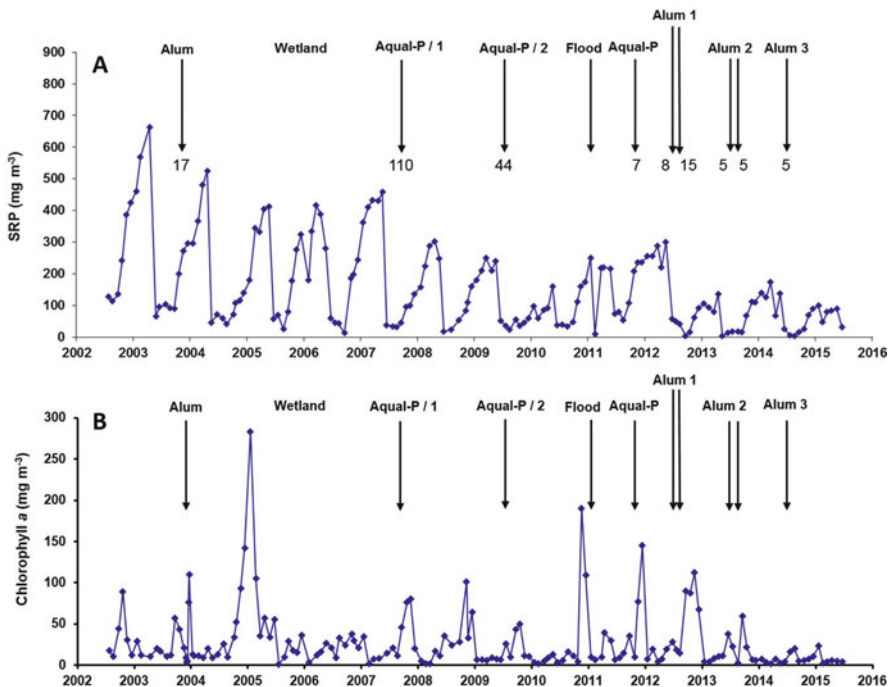 Alum 1
Alum Wetland Aqual-P / 1 Aqual-P / 2 Flood Aqual-P Alum 2 Alum 3
A
900
800
700
600
500
400
300
200
100
0
SRP (mg m⁻³)
17 110 44 7 8 15 5 5 5
2002 2003 2004 2005 2006 2007 2008 2009 2010 2011 2012 2013 2014 2015 2016
Alum 1
Alum Wetland Aqual-P / 1 Aqual-P / 2 Flood Aqual-P Alum 2 Alum 3
B
300
250
200
150
100
50
0
Chlorophyll a (mg m⁻³)
2002 2003 2004 2005 2006 2007 2008 2009 2010 2011 2012 2013 2014 2015 2016